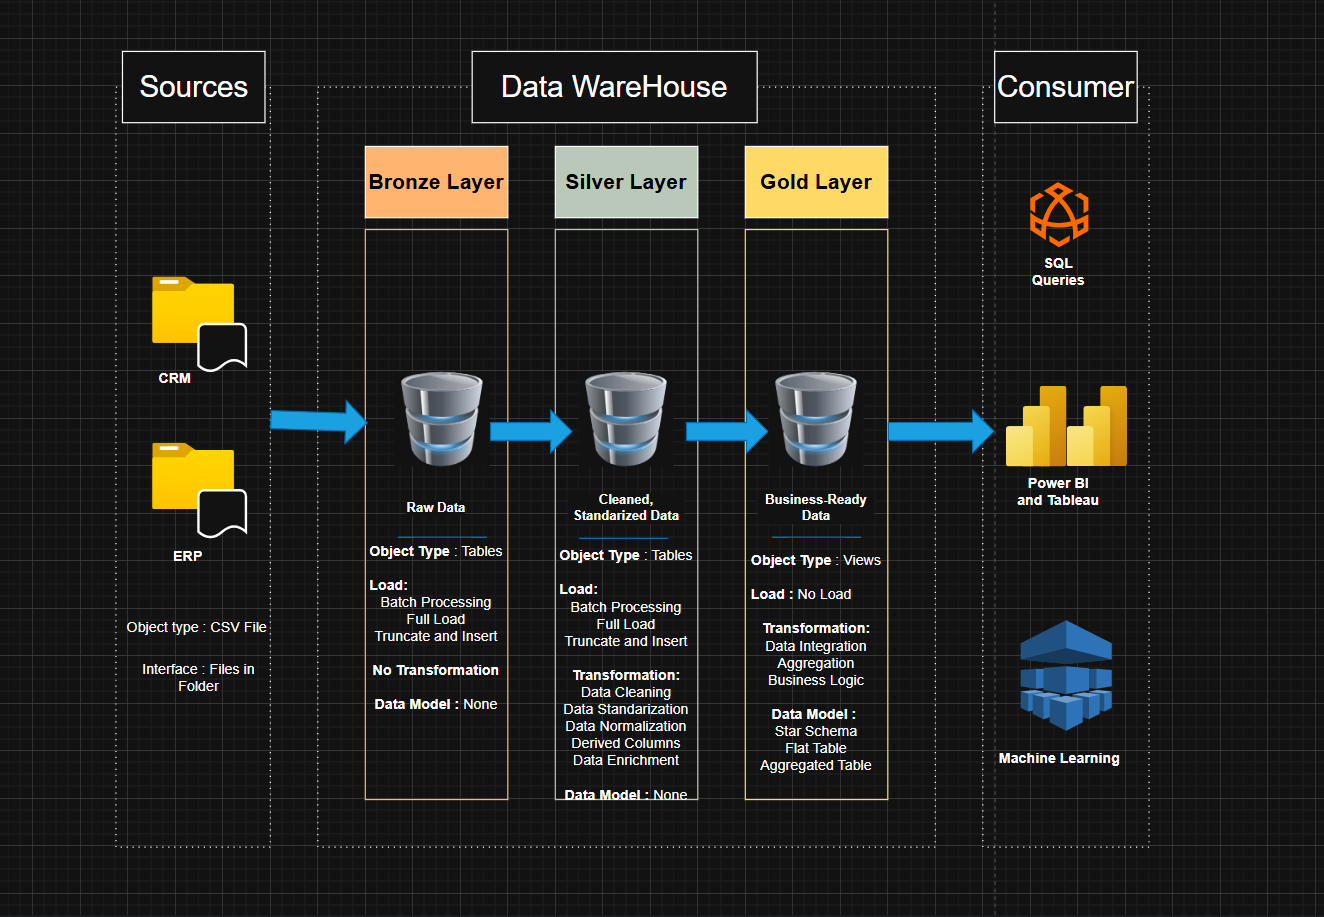 Sources
Data WareHouse
Consumer
Bronze Layer
Silver Layer
Gold Layer
CRM
ERP
Object type : CSV File
Interface : Files in
Folder
Raw Data
Object Type : Tables
Load:
Batch Processing
Full Load
Truncate and Insert
No Transformation
Data Model : None
Cleaned,
Standarized Data
Object Type : Tables
Load:
Batch Processing
Full Load
Truncate and Insert
Transformation:
Data Cleaning
Data Standarization
Data Normalization
Derived Columns
Data Enrichment
Data Model : None
Business-Ready
Data
Object Type : Views
Load : No Load
Transformation:
Data Integration
Aggregation
Business Logic
Data Model :
Star Schema
Flat Table
Aggregated Table
SQL
Queries
Power BI
and Tableau
Machine Learning